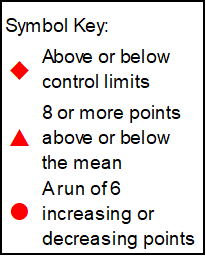 Symbol Key:
Above or below
control limits
8 or more points
above or below
the mean
A run of 6
increasing or
decreasing points